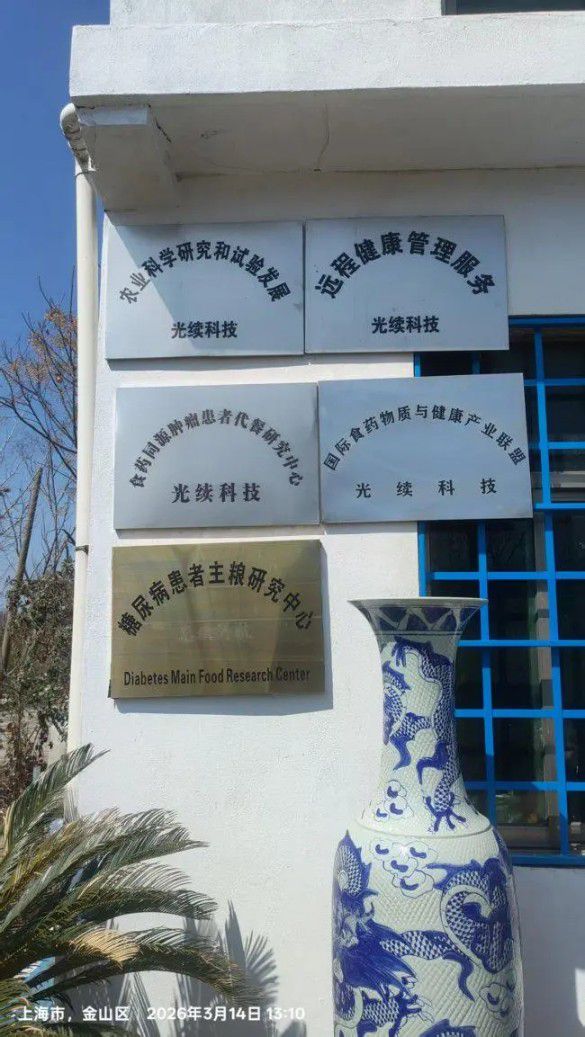 农业科学研究和试验发展
光续科技
远程健康管理服务
光续科技
食药同源肿瘤患者代餐研究中心
光续科技
国际食药物质与健康产业联盟
光续科技
糖尿病患者主粮研究中心
Diabetes Main Food Research Center
上海市，金山区 2026年3月14日 13:10